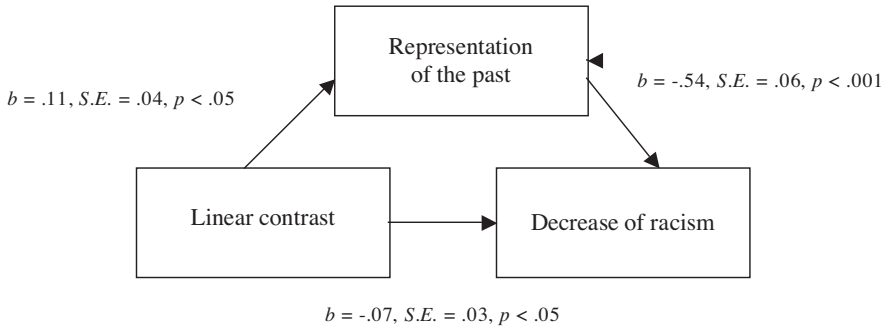 Representation
of the past
b = .11, S.E. = .04, p < .05
b = -.54, S.E. = .06, p < .001
Linear contrast
Decrease of racism
b = -.07, S.E. = .03, p < .05